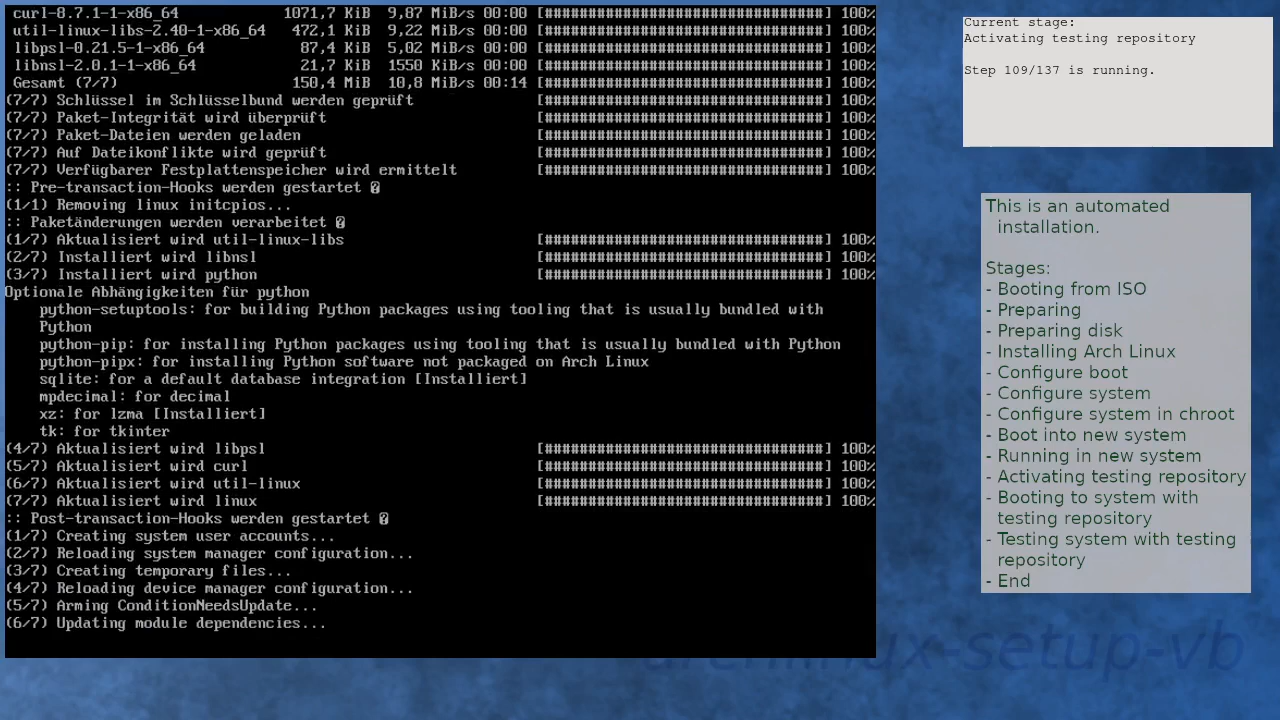 curl-8.7.1-1-x86_64 1071,7 KiB 9,87 MiB/s 00:00 [################################] 100%
util-linux-libs-2.40-1-x86_64 472,1 KiB 9,22 MiB/s 00:00 [################################] 100%
libpsl-0.21.5-1-x86_64 87,4 KiB 5,02 MiB/s 00:00 [################################] 100%
libnsl-2.0.1-1-x86_64 21,7 KiB 1550 KiB/s 00:00 [################################] 100%
Gesamt (7/7) 150,4 MiB 10,8 MiB/s 00:14 [################################] 100%
(7/7) Schlüssel im Schlüsselbund werden geprüft [################################] 100%
(7/7) Paket-Integrität wird überprüft [################################] 100%
(7/7) Paket-Dateien werden geladen [################################] 100%
(7/7) Auf Dateikonflikte wird geprüft [################################] 100%
(7/7) Verfügbarer Festplattenspeicher wird ermittelt [################################] 100%
:: Pre-transaction-Hooks werden gestartet �
(1/1) Removing linux initcpios...
:: Paketänderungen werden verarbeitet �
(1/7) Aktualisiert wird util-linux-libs [################################] 100%
(2/7) Installiert wird libnsl [################################] 100%
(3/7) Installiert wird python [################################] 100%
Optionale Abhängigkeiten für python
python-setuptools: for building Python packages using tooling that is usually bundled with
Python
python-pip: for installing Python packages using tooling that is usually bundled with Python
python-pipx: for installing Python software not packaged on Arch Linux
sqlite: for a default database integration [Installiert]
mpdecimal: for decimal
xz: for lzma [Installiert]
tk: for tkinter
(4/7) Aktualisiert wird libpsl [################################] 100%
(5/7) Aktualisiert wird curl [################################] 100%
(6/7) Aktualisiert wird util-linux [################################] 100%
(7/7) Aktualisiert wird linux [################################] 100%
:: Post-transaction-Hooks werden gestartet �
(1/7) Creating system user accounts...
(2/7) Reloading system manager configuration...
(3/7) Creating temporary files...
(4/7) Reloading device manager configuration...
(5/7) Arming ConditionNeedsUpdate...
(6/7) Updating module dependencies...
Current stage:
Activating testing repository
Step 109/137 is running.
This is an automated
installation.
Stages:
- Booting from ISO
- Preparing
- Preparing disk
- Installing Arch Linux
- Configure boot
- Configure system
- Configure system in chroot
- Boot into new system
- Running in new system
- Activating testing repository
- Booting to system with
testing repository
- Testing system with testing
repository
- End
archlinux-setup-vb